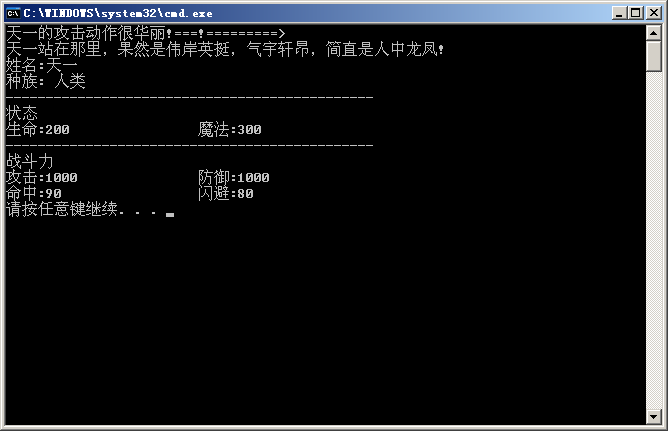 C:\WINDOWS\system32\cmd.exe
天一的攻击动作很华丽!===!=========>
天一站在那里，果然是伟岸英挺，气宇轩昂，简直是人中龙凤!
姓名:天一
种族: 人类
----------------------------------------------
状态
生命:200                魔法:300
----------------------------------------------
战斗力
攻击:1000               防御:1000
命中:90                 闪避:80
请按任意键继续. . .